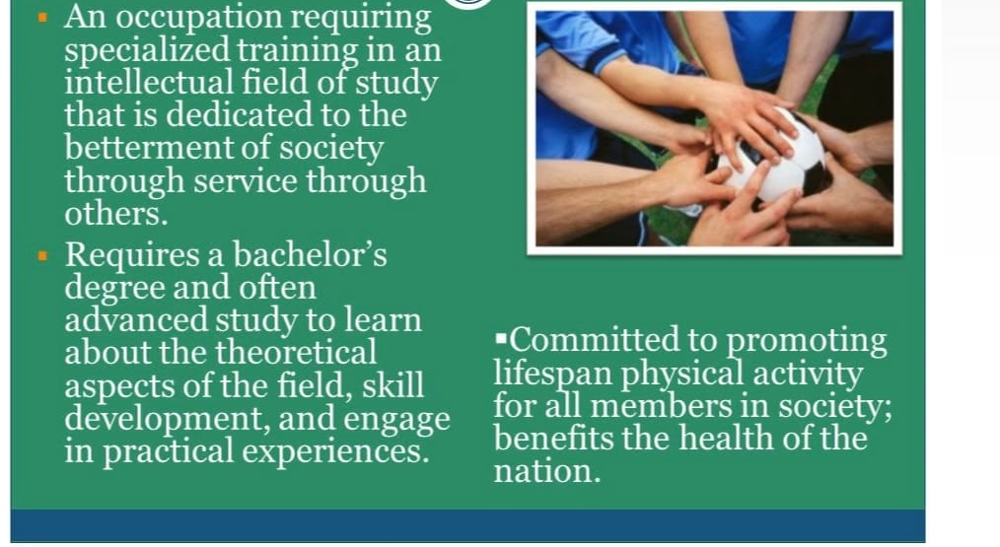 ▪ An occupation requiring
specialized training in an
intellectual field of study
that is dedicated to the
betterment of society
through service through
others.
▪ Requires a bachelor’s
degree and often
advanced study to learn
about the theoretical
aspects of the field, skill
development, and engage
in practical experiences.
▪Committed to promoting
lifespan physical activity
for all members in society;
benefits the health of the
nation.